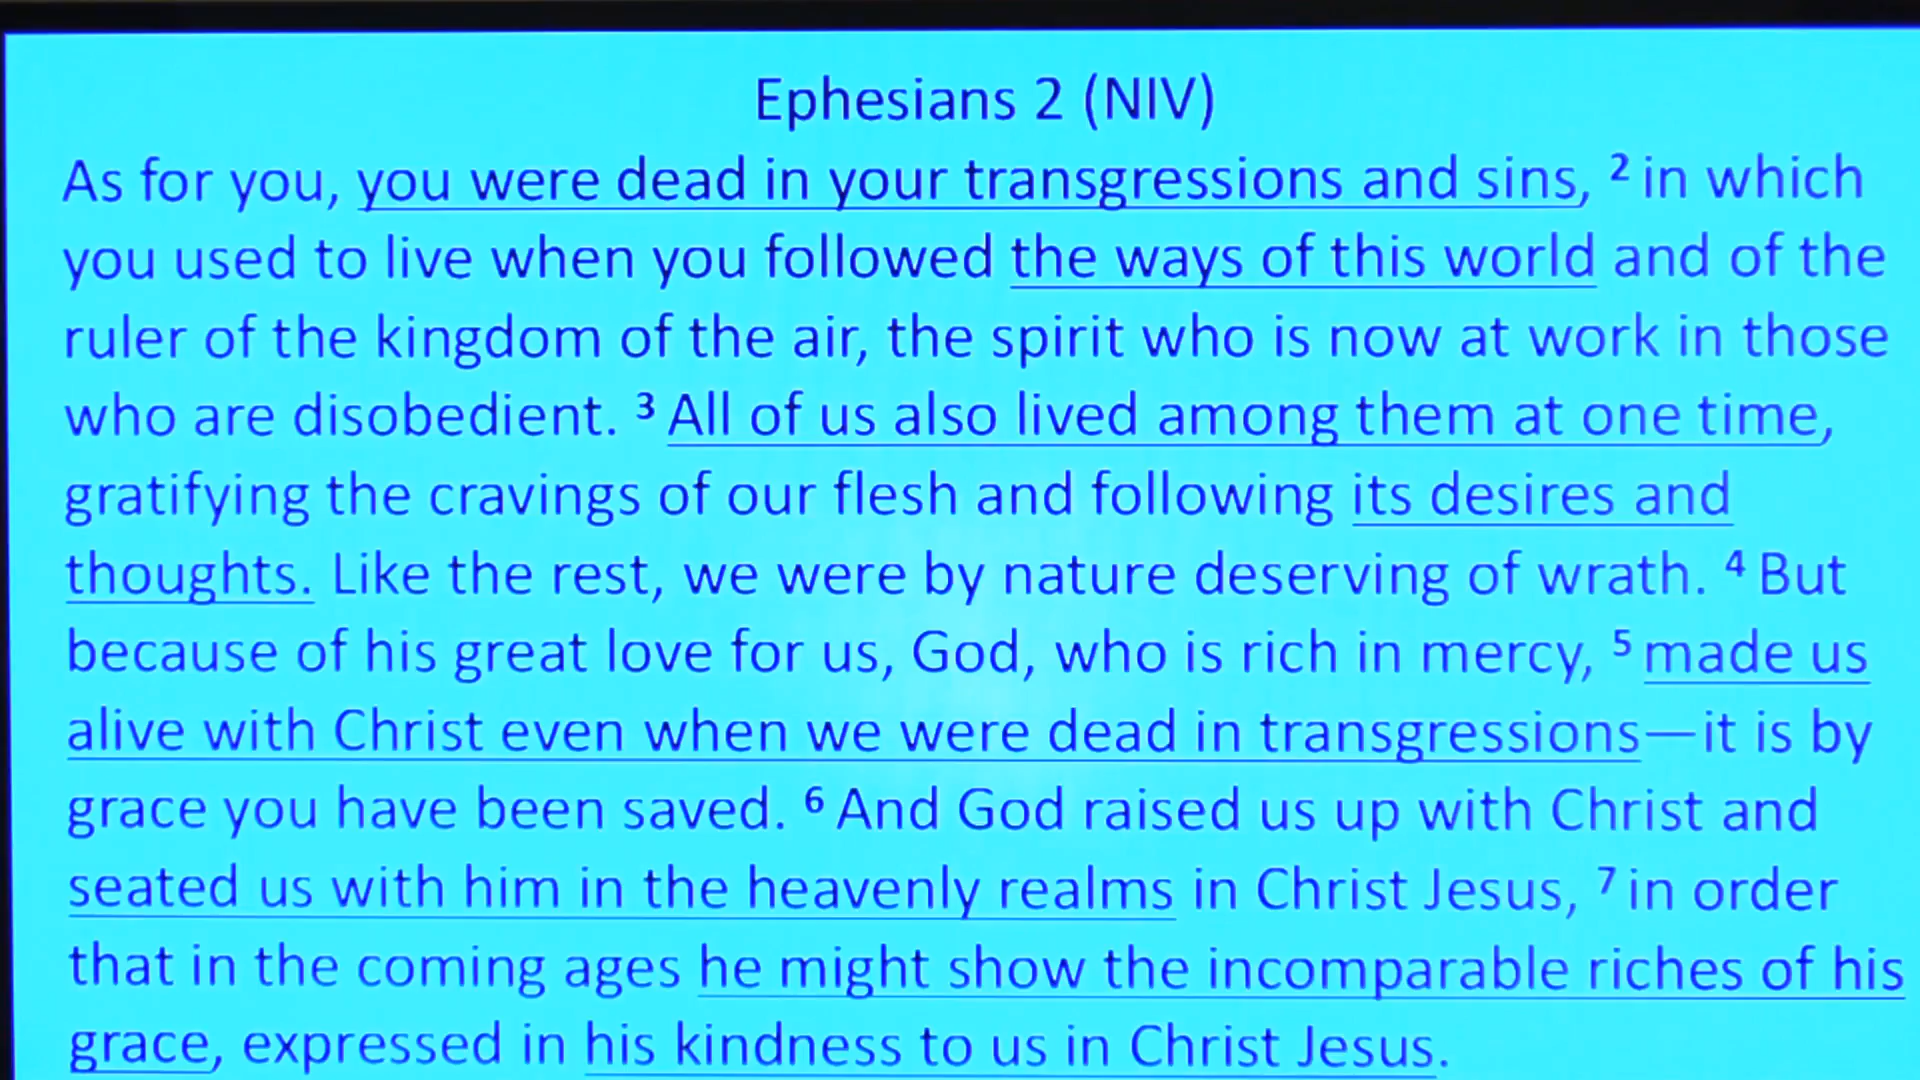 Ephesians 2 (NIV)
As for you, you were dead in your transgressions and sins, ² in which
you used to live when you followed the ways of this world and of the
ruler of the kingdom of the air, the spirit who is now at work in those
who are disobedient. ³ All of us also lived among them at one time,
gratifying the cravings of our flesh and following its desires and
thoughts. Like the rest, we were by nature deserving of wrath. ⁴ But
because of his great love for us, God, who is rich in mercy, ⁵ made us
alive with Christ even when we were dead in transgressions—it is by
grace you have been saved. ⁶ And God raised us up with Christ and
seated us with him in the heavenly realms in Christ Jesus, ⁷ in order
that in the coming ages he might show the incomparable riches of his
grace, expressed in his kindness to us in Christ Jesus.